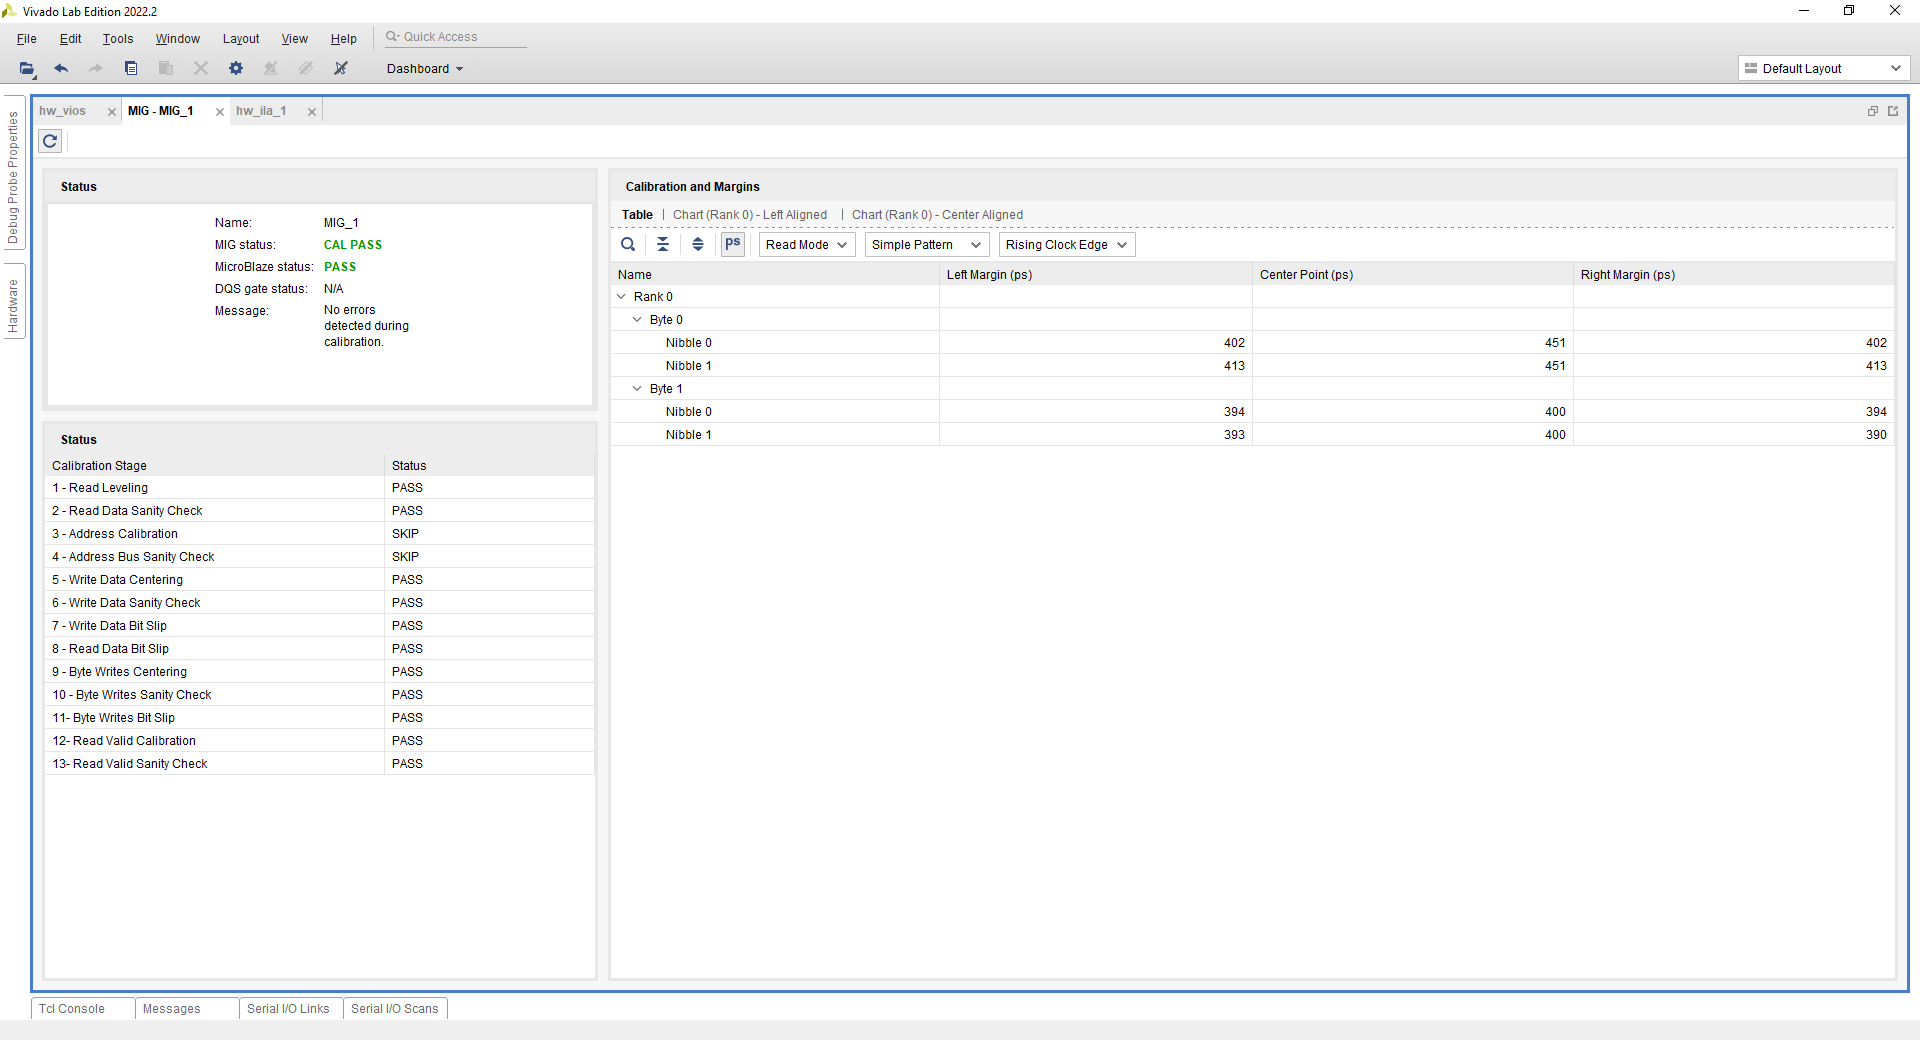 Vivado Lab Edition 2022.2
File Edit Tools Window Layout View Help Quick Access
Dashboard Default Layout
Debug Probe Properties
Hardware
hw_vios MIG - MIG_1 hw_ila_1
Status
Name: MIG_1
MIG status: CAL PASS
MicroBlaze status: PASS
DQS gate status: N/A
Message: No errors
detected during
calibration.
Status
Calibration Stage Status
1 - Read Leveling PASS
2 - Read Data Sanity Check PASS
3 - Address Calibration SKIP
4 - Address Bus Sanity Check SKIP
5 - Write Data Centering PASS
6 - Write Data Sanity Check PASS
7 - Write Data Bit Slip PASS
8 - Read Data Bit Slip PASS
9 - Byte Writes Centering PASS
10 - Byte Writes Sanity Check PASS
11- Byte Writes Bit Slip PASS
12- Read Valid Calibration PASS
13- Read Valid Sanity Check PASS
Calibration and Margins
Table | Chart (Rank 0) - Left Aligned | Chart (Rank 0) - Center Aligned
ps Read Mode Simple Pattern Rising Clock Edge
Name Left Margin (ps) Center Point (ps) Right Margin (ps)
Rank 0
Byte 0
Nibble 0 402 451 402
Nibble 1 413 451 413
Byte 1
Nibble 0 394 400 394
Nibble 1 393 400 390
Tcl Console Messages Serial I/O Links Serial I/O Scans